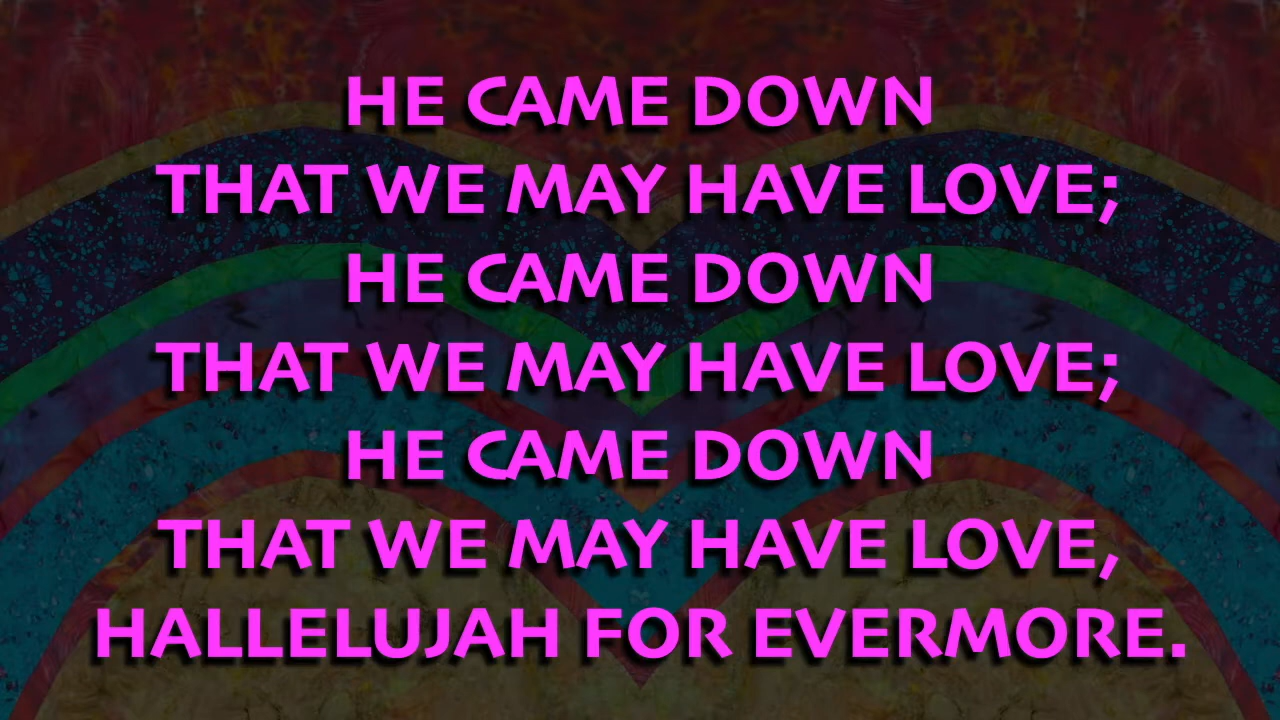 HE CAME DOWN
THAT WE MAY HAVE LOVE;
HE CAME DOWN
THAT WE MAY HAVE LOVE;
HE CAME DOWN
THAT WE MAY HAVE LOVE,
HALLELUJAH FOR EVERMORE.